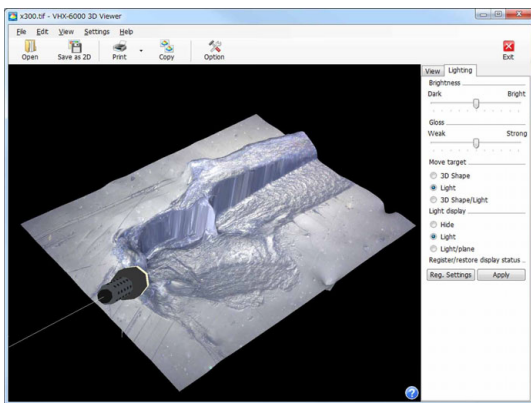 x300.tif - VHX-6000 3D Viewer
File Edit View Settings Help
Open Save as 2D Print Copy Option Exit
View Lighting
Brightness
Dark Bright
Gloss
Weak Strong
Move target
3D Shape
Light
3D Shape/Light
Light display
Hide
Light
Light/plane
Register/restore display status
Reg. Settings Apply
?